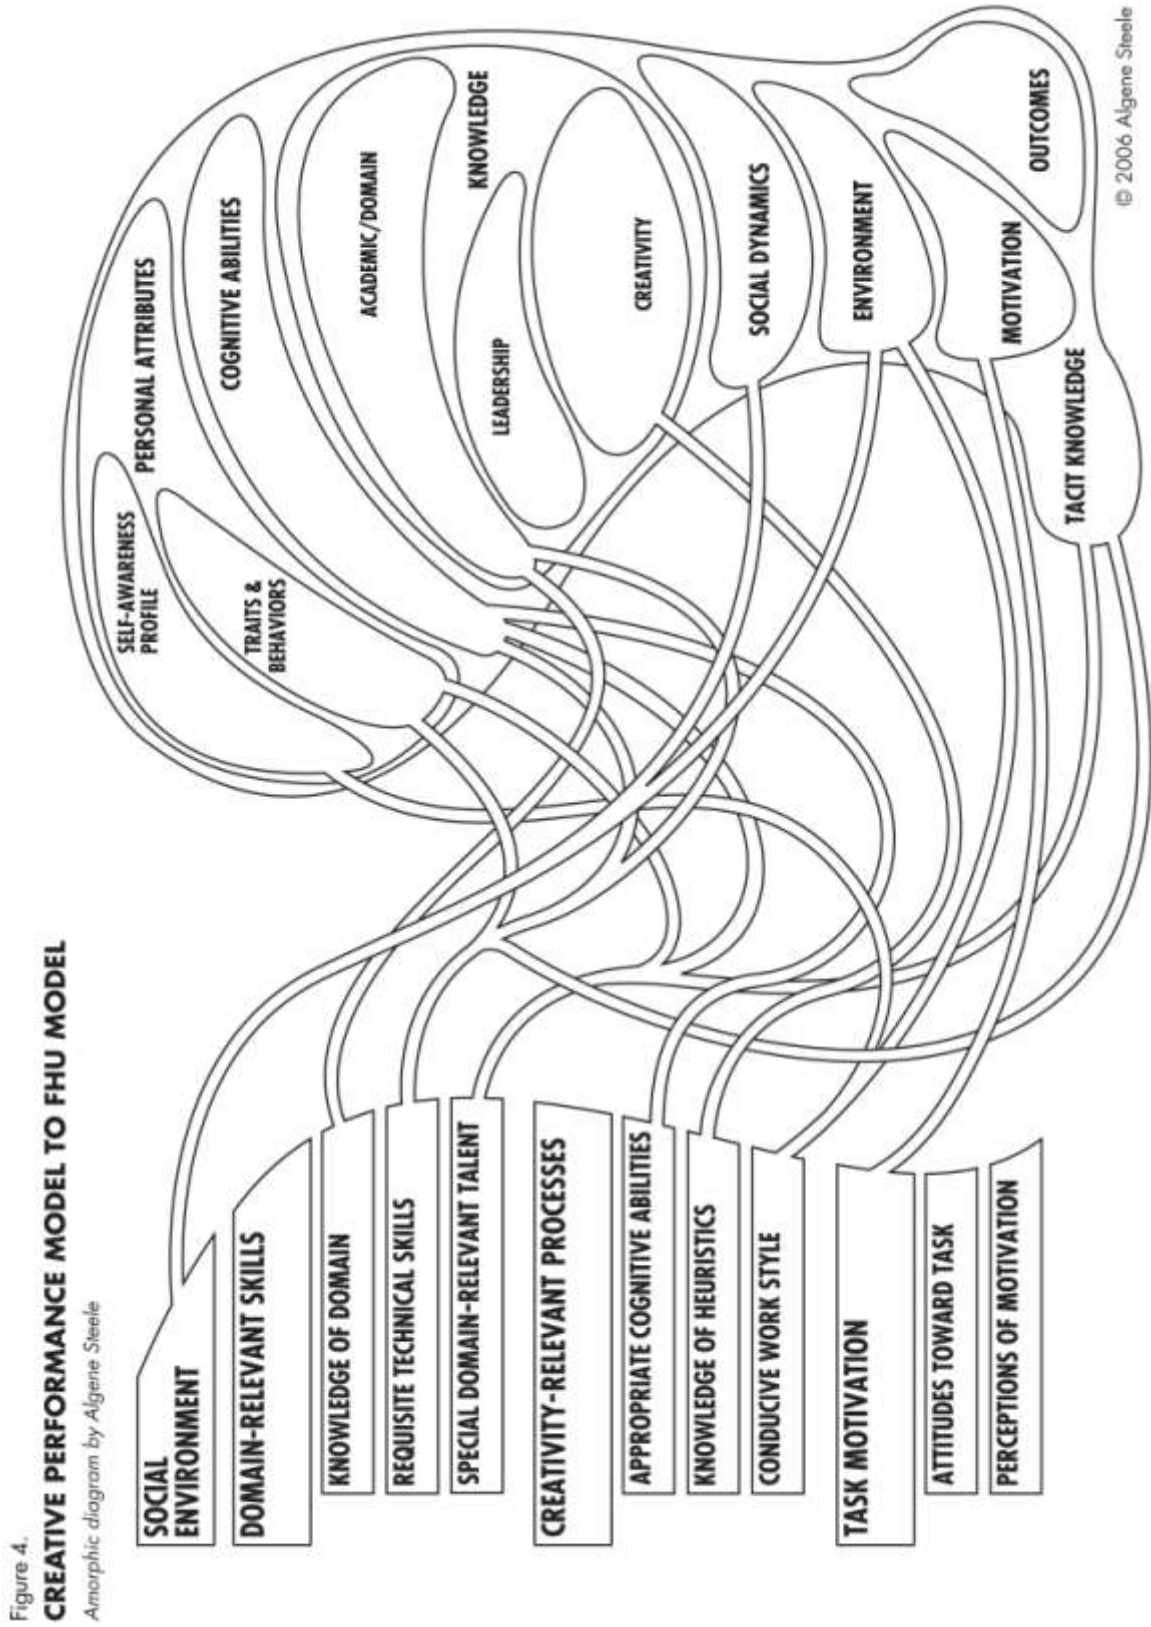 Figure 4.
CREATIVE PERFORMANCE MODEL TO FHU MODEL
Amorphic diagram by Algene Steele
SOCIAL
ENVIRONMENT
DOMAIN-RELEVANT SKILLS
KNOWLEDGE OF DOMAIN
REQUISITE TECHNICAL SKILLS
SPECIAL DOMAIN-RELEVANT TALENT
CREATIVITY-RELEVANT PROCESSES
APPROPRIATE COGNITIVE ABILITIES
KNOWLEDGE OF HEURISTICS
CONDUCIVE WORK STYLE
TASK MOTIVATION
ATTITUDES TOWARD TASK
PERCEPTIONS OF MOTIVATION
SELF-AWARENESS
PROFILE
PERSONAL ATTRIBUTES
TRAITS &
BEHAVIORS
COGNITIVE ABILITIES
ACADEMIC/DOMAIN
KNOWLEDGE
LEADERSHIP
CREATIVITY
SOCIAL DYNAMICS
ENVIRONMENT
MOTIVATION
OUTCOMES
TACIT KNOWLEDGE
© 2006 Algene Steele